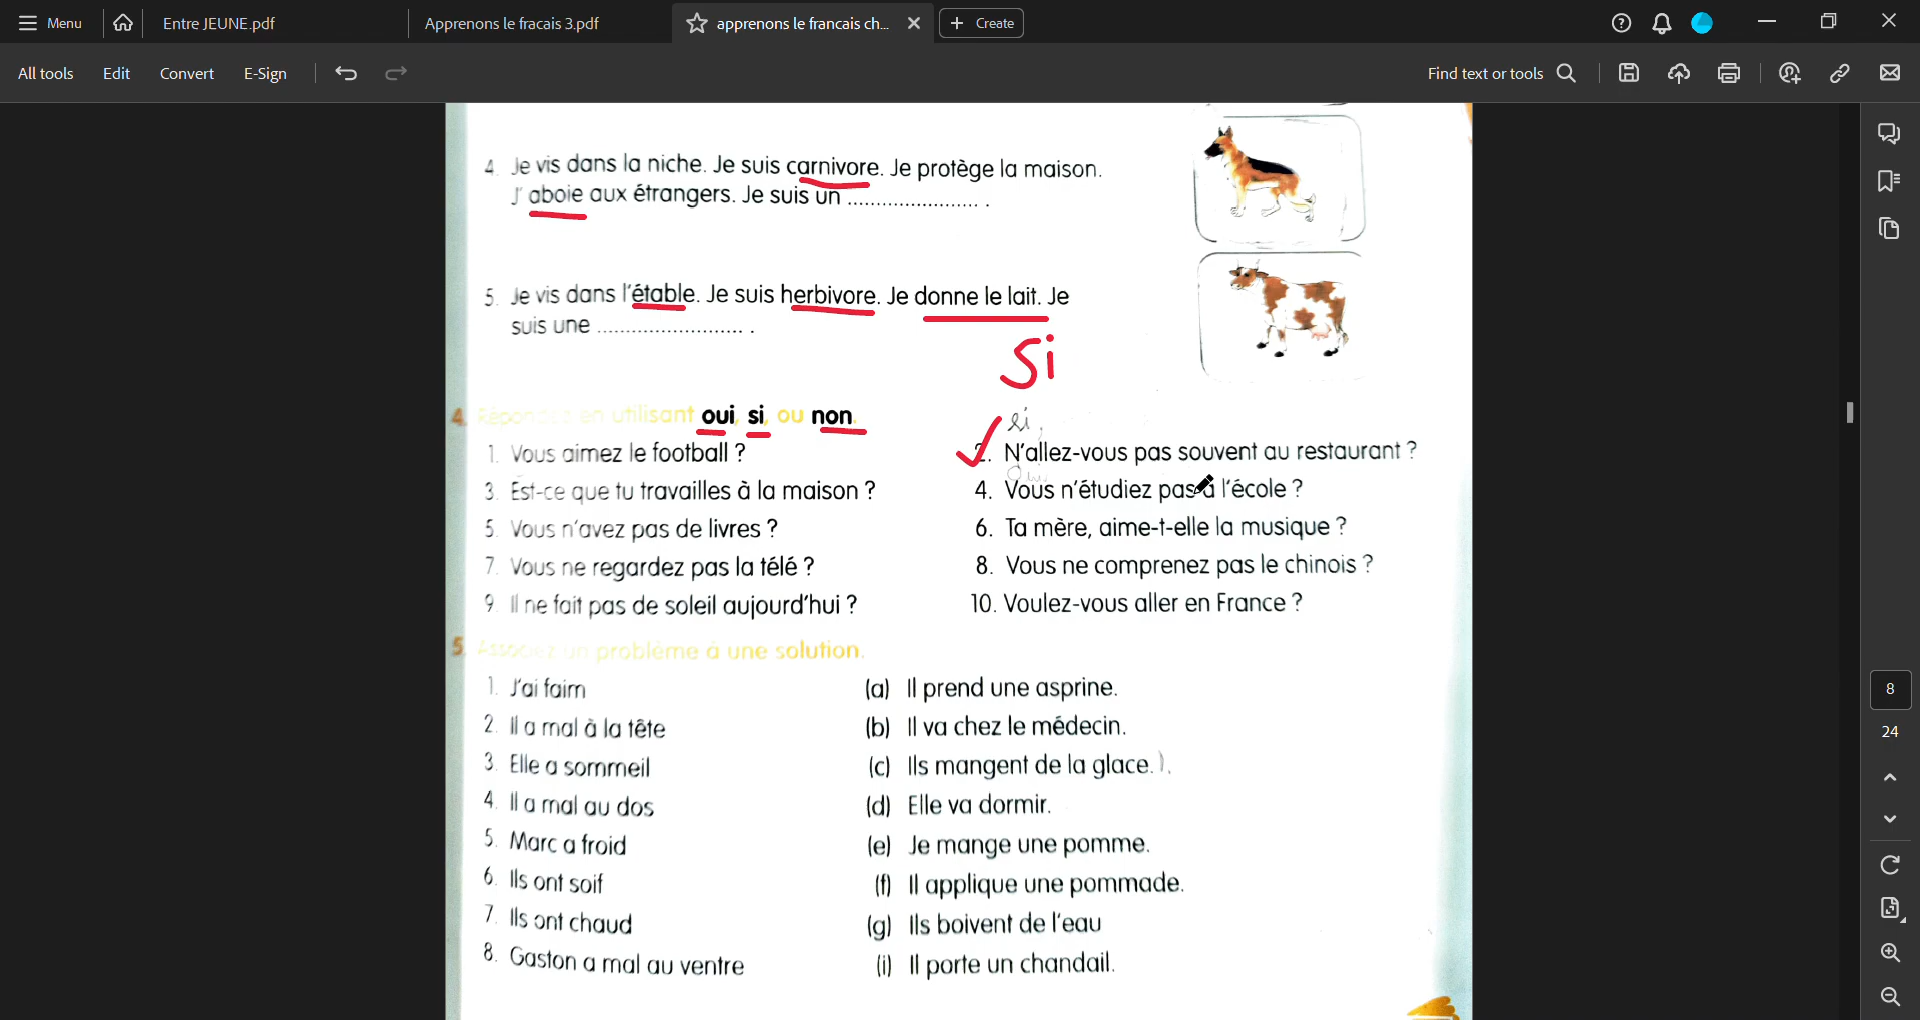 Menu
Entre JEUNE.pdf
Apprenons le fracais 3.pdf
apprenons le francais ch...
Create
All tools
Edit
Convert
E-Sign
Find text or tools
4. Je vis dans la niche. Je suis carnivore. Je protège la maison.
J' aboie aux étrangers. Je suis un ....................... .
5. Je vis dans l'étable. Je suis herbivore. Je donne le lait. Je
suis une ......................... .
Si
4. Répondez en utilisant oui, si, ou non.
si,
1. Vous aimez le football ?
2. N'allez-vous pas souvent au restaurant ?
Oui
3. Est-ce que tu travailles à la maison ?
4. Vous n'étudiez pas à l'école ?
5. Vous n'avez pas de livres ?
6. Ta mère, aime-t-elle la musique ?
7. Vous ne regardez pas la télé ?
8. Vous ne comprenez pas le chinois ?
9. Il ne fait pas de soleil aujourd'hui ?
10. Voulez-vous aller en France ?
5. Associez un problème à une solution.
1. J'ai faim
(a) Il prend une asprine.
2. Il a mal à la tête
(b) Il va chez le médecin.
3. Elle a sommeil
(c) Ils mangent de la glace.
4. Il a mal au dos
(d) Elle va dormir.
5. Marc a froid
(e) Je mange une pomme.
6. Ils ont soif
(f) Il applique une pommade.
7. Ils ont chaud
(g) Ils boivent de l'eau
8. Gaston a mal au ventre
(i) Il porte un chandail.
8
24